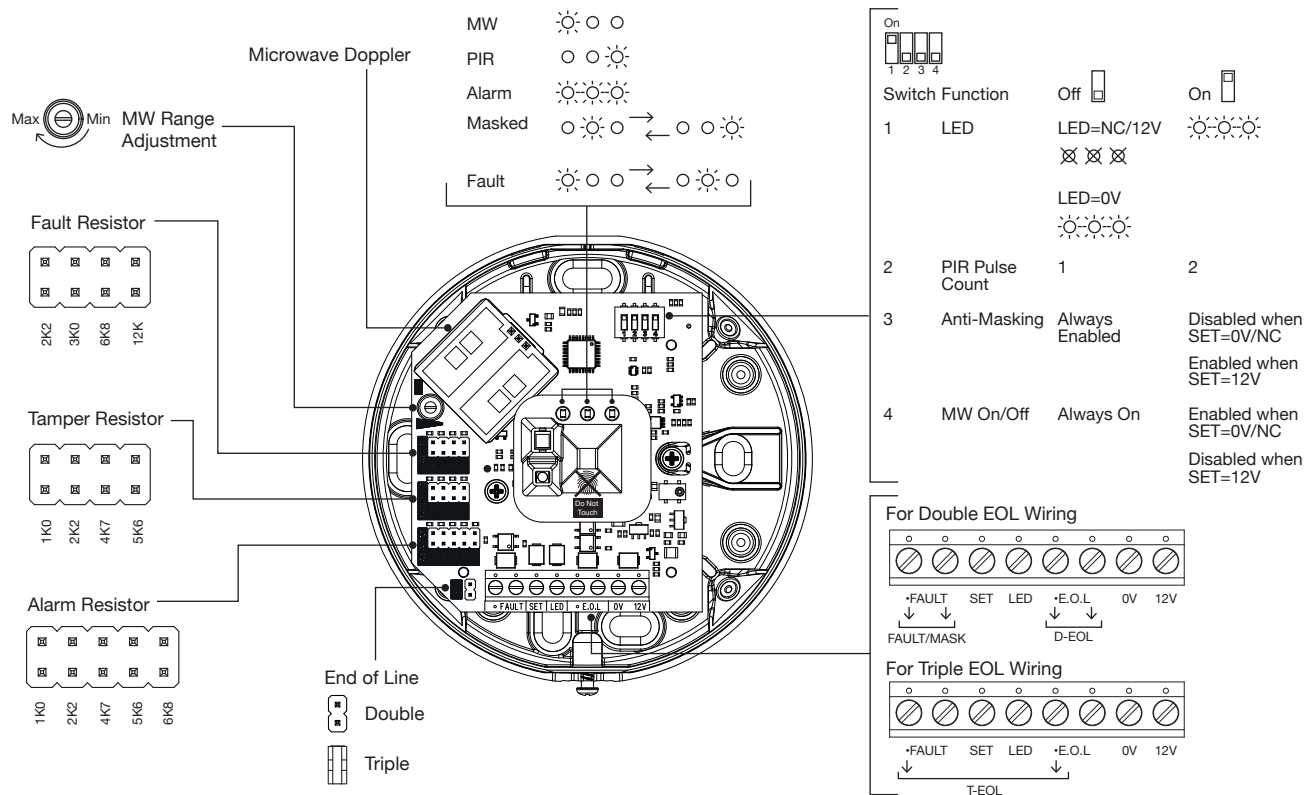 MW
PIR
Alarm
Masked
Fault
Microwave Doppler
Max
Min
MW Range
Adjustment
Fault Resistor
2K2
3K0
6K8
12K
Tamper Resistor
1K0
2K2
4K7
5K6
Alarm Resistor
1K0
2K2
4K7
5K6
6K8
End of Line
Double
Triple
1 2 3 4
Do Not
Touch
FAULT SET LED E.O.L 0V 12V
On
1 2 3 4
Switch Function Off On
1 LED LED=NC/12V
LED=0V
2 PIR Pulse Count 1 2
3 Anti-Masking Always Enabled Disabled when SET=0V/NC
Enabled when SET=12V
4 MW On/Off Always On Enabled when SET=0V/NC
Disabled when SET=12V
For Double EOL Wiring
•FAULT SET LED •E.O.L 0V 12V
FAULT/MASK D-EOL
For Triple EOL Wiring
•FAULT SET LED •E.O.L 0V 12V
T-EOL